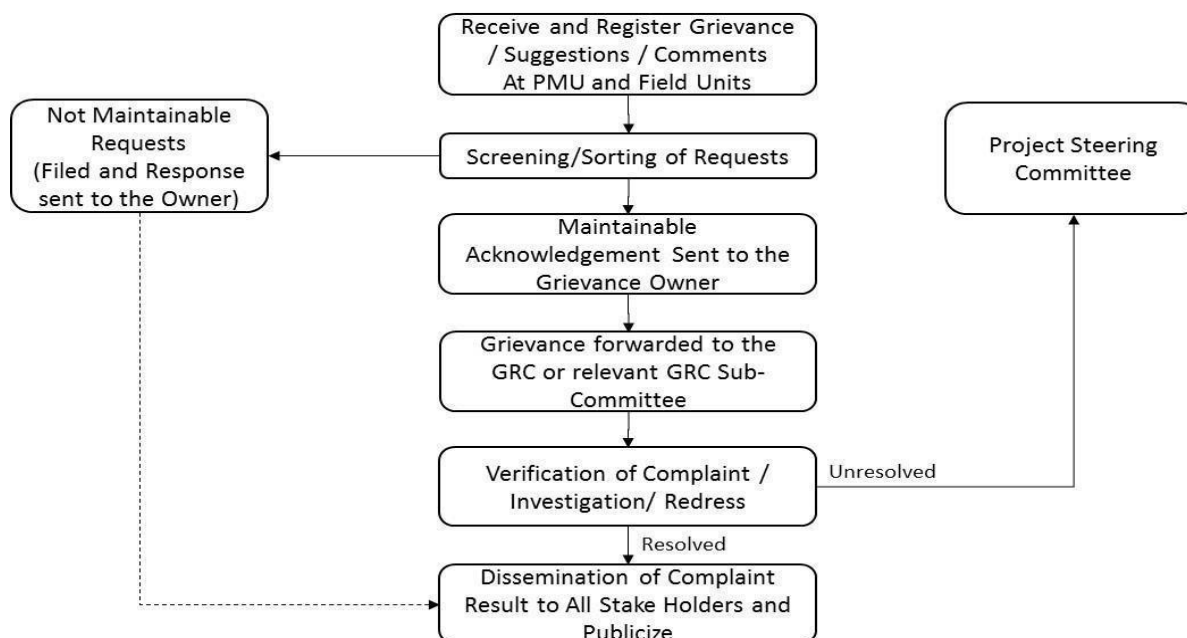 Receive and Register Grievance
/ Suggestions / Comments
At PMU and Field Units
Not Maintainable
Requests
(Filed and Response
sent to the Owner)
Screening/Sorting of Requests
Project Steering
Committee
Maintainable
Acknowledgement Sent to the
Grievance Owner
Grievance forwarded to the
GRC or relevant GRC Sub-
Committee
Verification of Complaint /
Investigation/ Redress
Unresolved
Resolved
Dissemination of Complaint
Result to All Stake Holders and
Publicize